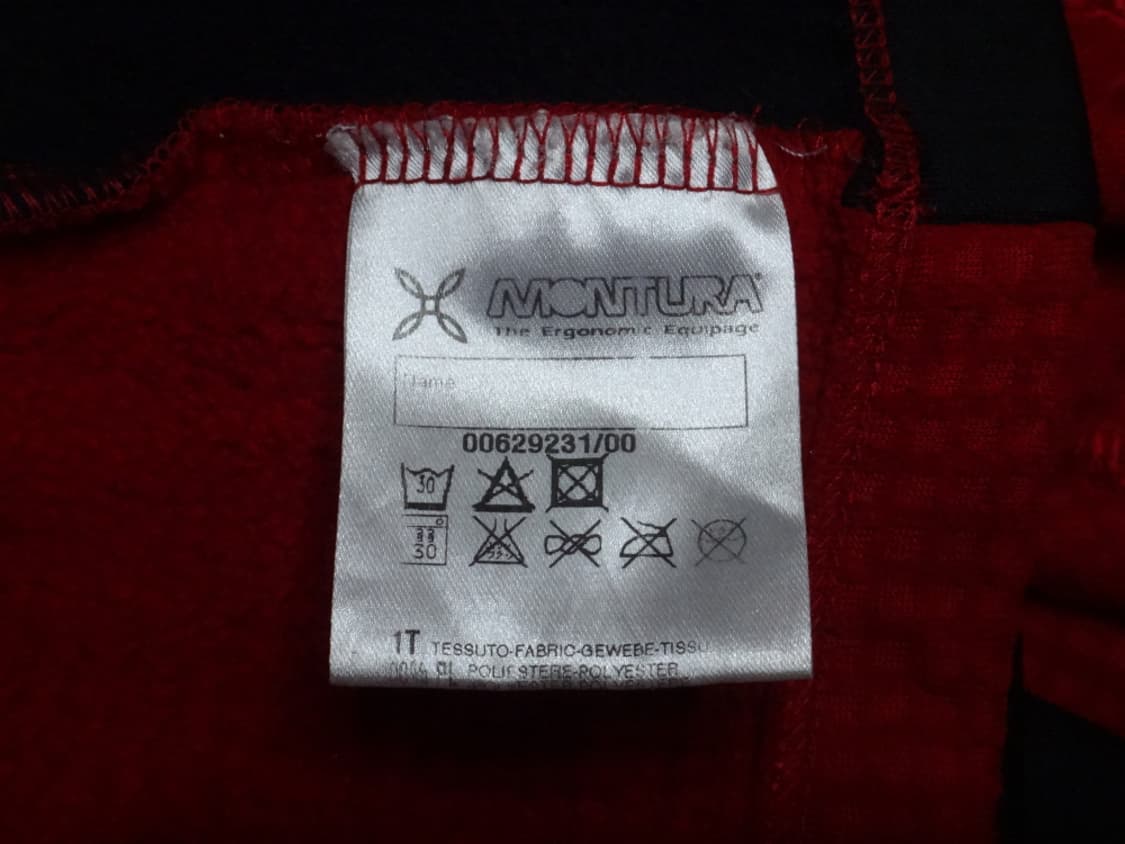 MONTURA®
The Ergonomic Equipage
Name
00629231/00
30
30
1T TESSUTO-FABRIC-GEWEBE-TISSU
POLIESTERE-POLYESTER